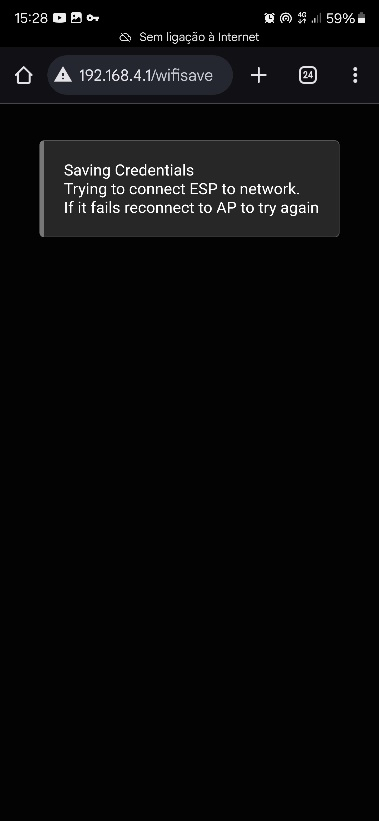 15:28 4G 59%
Sem ligação à Internet
192.168.4.1/wifisave 24
Saving Credentials
Trying to connect ESP to network.
If it fails reconnect to AP to try again